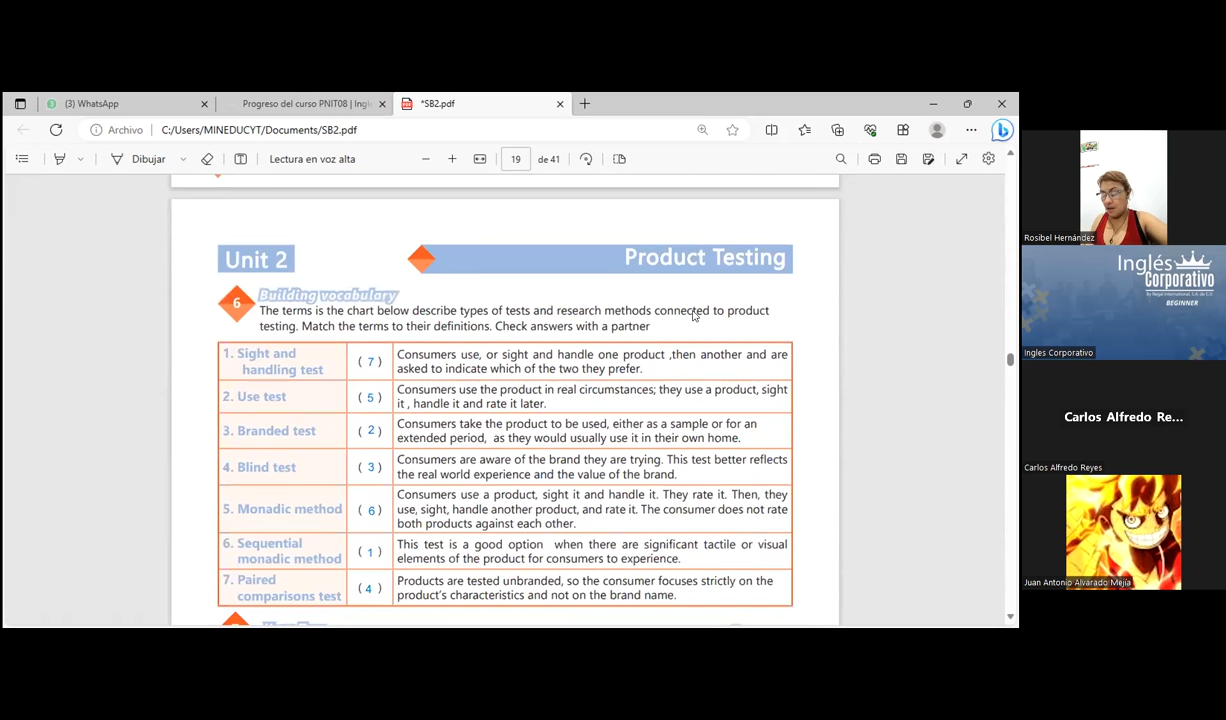 (3) WhatsApp
Progreso del curso PNIT08 | Ingl
*SB2.pdf
Archivo
C:/Users/MINEDUCYT/Documents/SB2.pdf
Dibujar
Lectura en voz alta
19
de 41
Unit 2
Product Testing
6
Building vocabulary
The terms is the chart below describe types of tests and research methods connected to product
testing. Match the terms to their definitions. Check answers with a partner
1. Sight and
handling test
( 7 )
Consumers use, or sight and handle one product ,then another and are
asked to indicate which of the two they prefer.
2. Use test
( 5 )
Consumers use the product in real circumstances; they use a product, sight
it , handle it and rate it later.
3. Branded test
( 2 )
Consumers take the product to be used, either as a sample or for an
extended period, as they would usually use it in their own home.
4. Blind test
( 3 )
Consumers are aware of the brand they are trying. This test better reflects
the real world experience and the value of the brand.
5. Monadic method
( 6 )
Consumers use a product, sight it and handle it. They rate it. Then, they
use, sight, handle another product, and rate it. The consumer does not rate
both products against each other.
6. Sequential
monadic method
( 1 )
This test is a good option when there are significant tactile or visual
elements of the product for consumers to experience.
7. Paired
comparisons test
( 4 )
Products are tested unbranded, so the consumer focuses strictly on the
product's characteristics and not on the brand name.
Rosibel Hernández
Inglés
Corporativo
BEGINNER
Ingles Corporativo
Carlos Alfredo Re...
Carlos Alfredo Reyes
Juan Antonio Alvarado Mejía